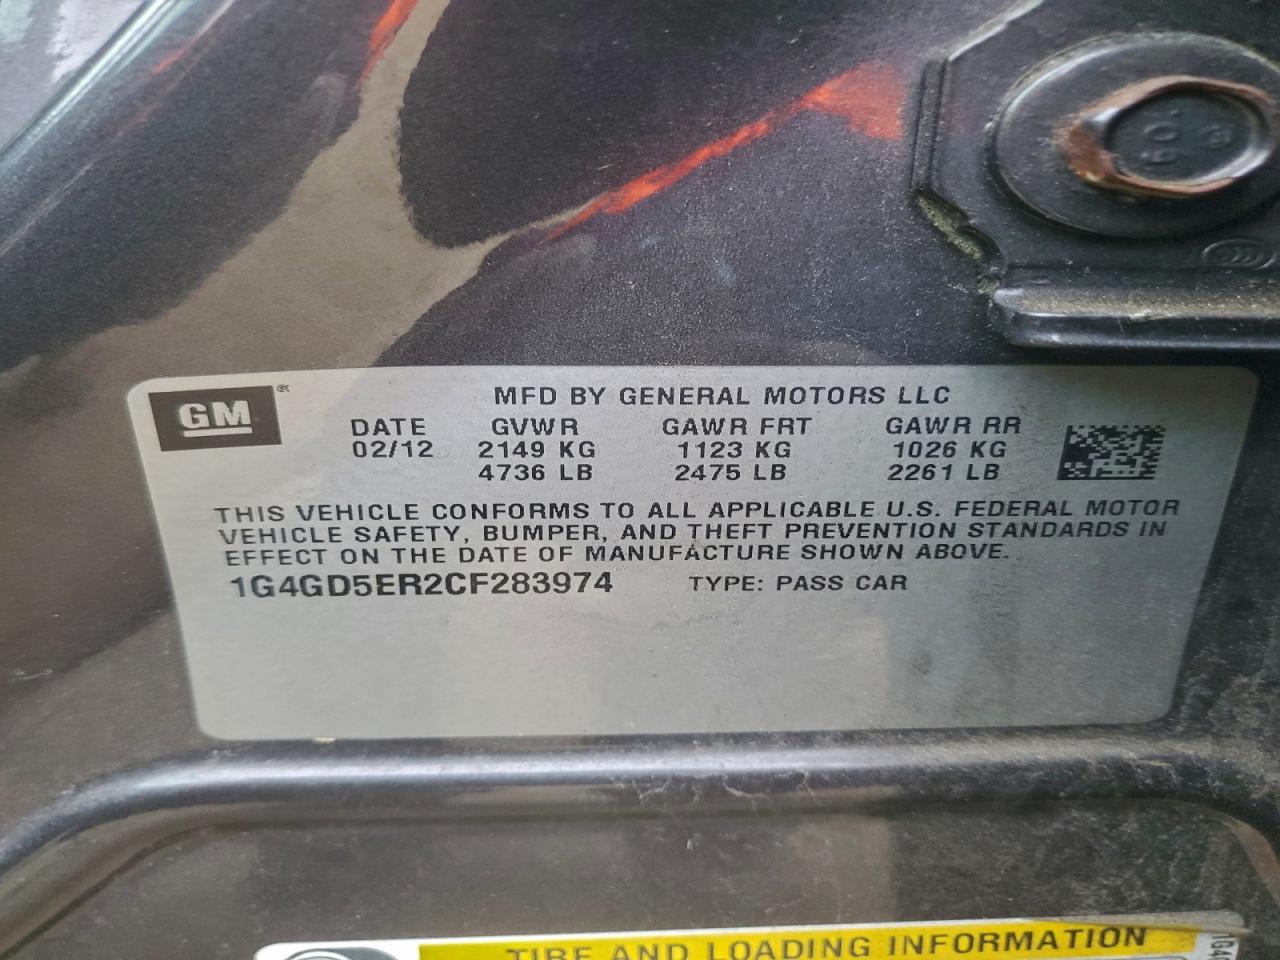 GM
MFD BY GENERAL MOTORS LLC
DATE GVWR GAWR FRT GAWR RR
02/12 2149 KG 1123 KG 1026 KG
4736 LB 2475 LB 2261 LB
THIS VEHICLE CONFORMS TO ALL APPLICABLE U.S. FEDERAL MOTOR
VEHICLE SAFETY, BUMPER, AND THEFT PREVENTION STANDARDS IN
EFFECT ON THE DATE OF MANUFACTURE SHOWN ABOVE.
1G4GD5ER2CF283974 TYPE: PASS CAR
TIRE AND LOADING INFORMATION